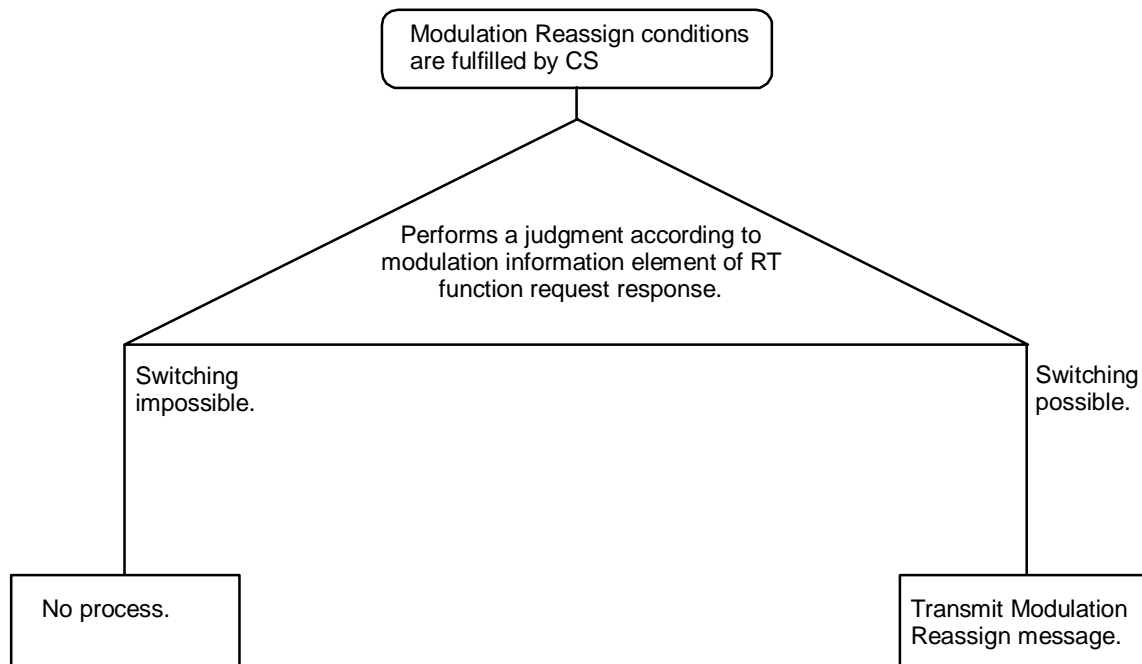 Modulation Reassign conditions
are fulfilled by CS
Performs a judgment according to
modulation information element of RT
function request response.
Switching
impossible.
Switching
possible.
No process.
Transmit Modulation
Reassign message.